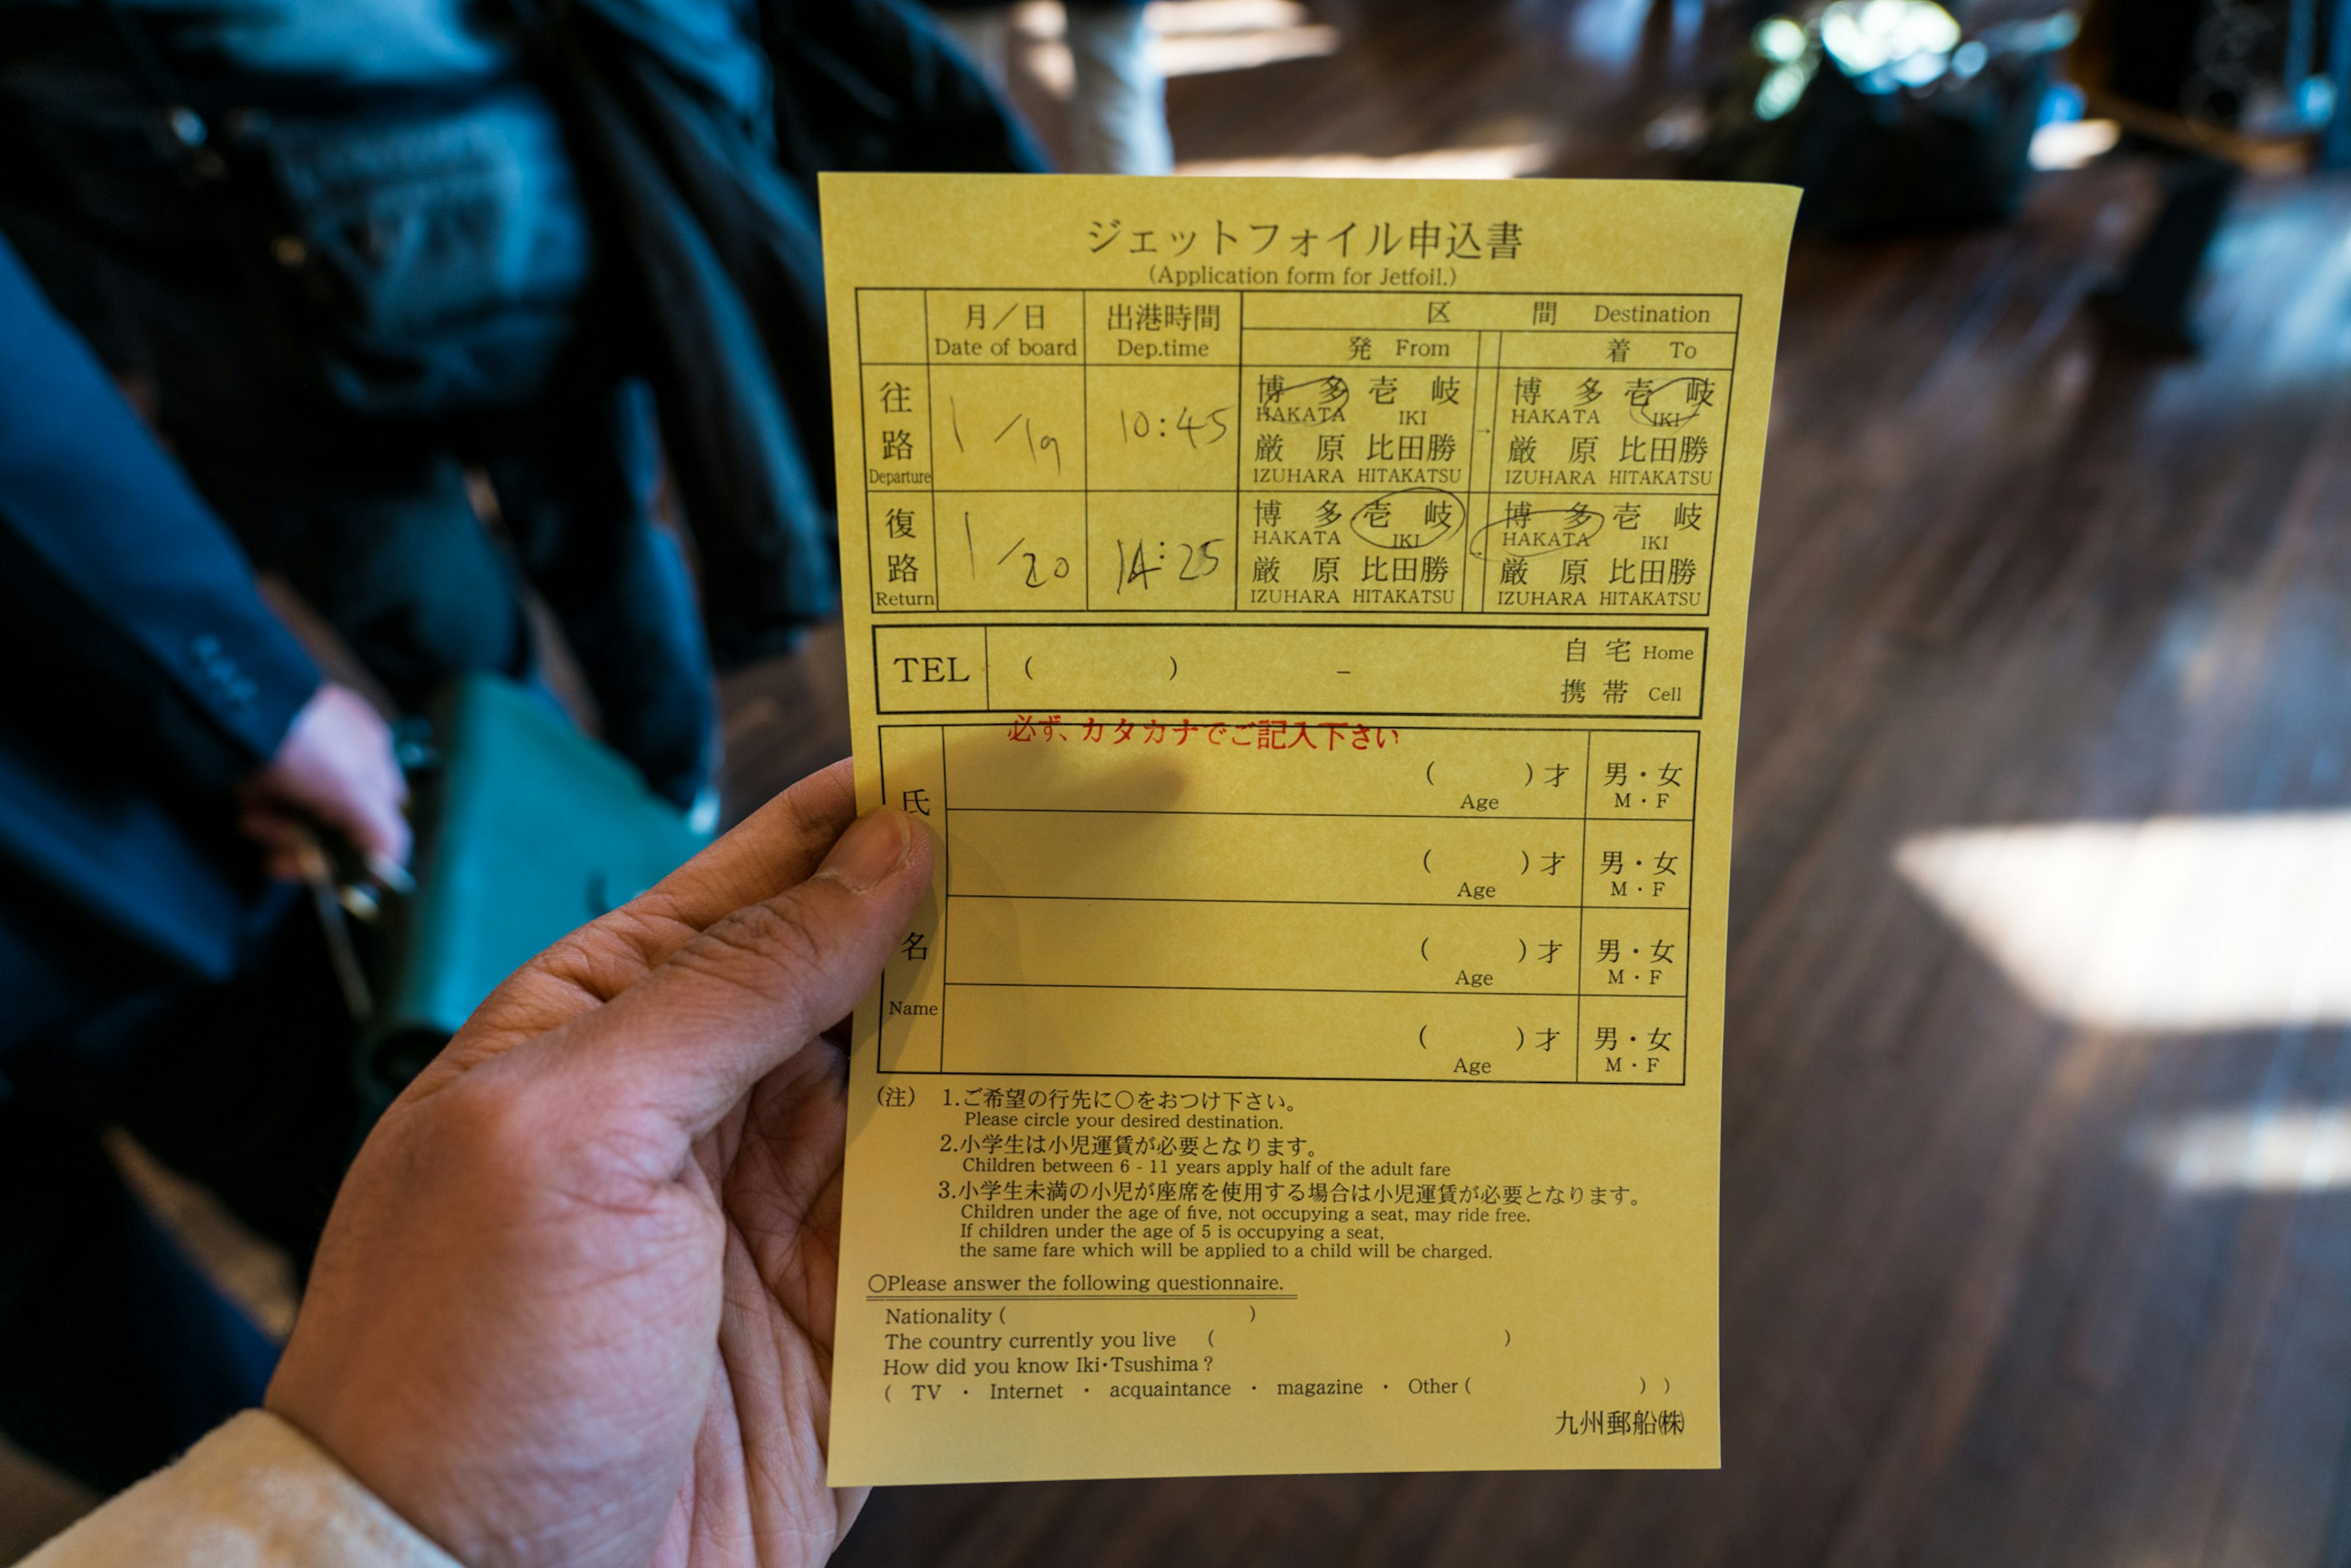 ジェットフォイル申込書
(Application form for Jetfoil.)
月/日 出港時間 区 間 Destination
Date of board Dep.time 発 From 着 To
往路 Departure 1/19 10:45
博多 壱岐 → 博多 壱岐
HAKATA IKI HAKATA IKI
厳原 比田勝 厳原 比田勝
IZUHARA HITAKATSU IZUHARA HITAKATSU
復路 Return 1/20 14:25
博多 壱岐 → 博多 壱岐
HAKATA IKI HAKATA IKI
厳原 比田勝 厳原 比田勝
IZUHARA HITAKATSU IZUHARA HITAKATSU
TEL ( ) - 自宅 Home
携帯 Cell
必ず、カタカナでご記入下さい
氏名 Name
( )才 男・女
Age M・F
( )才 男・女
Age M・F
( )才 男・女
Age M・F
( )才 男・女
Age M・F
(注) 1.ご希望の行先に○をおつけ下さい。
Please circle your desired destination.
2.小学生は小児運賃が必要となります。
Children between 6 - 11 years apply half of the adult fare
3.小学生未満の小児が座席を使用する場合は小児運賃が必要となります。
Children under the age of five, not occupying a seat, may ride free.
If children under the age of 5 is occupying a seat,
the same fare which will be applied to a child will be charged.
○Please answer the following questionnaire.
Nationality ( )
The country currently you live ( )
How did you know Iki・Tsushima?
( TV ・ Internet ・ acquaintance ・ magazine ・ Other ( ) )
九州郵船㈱